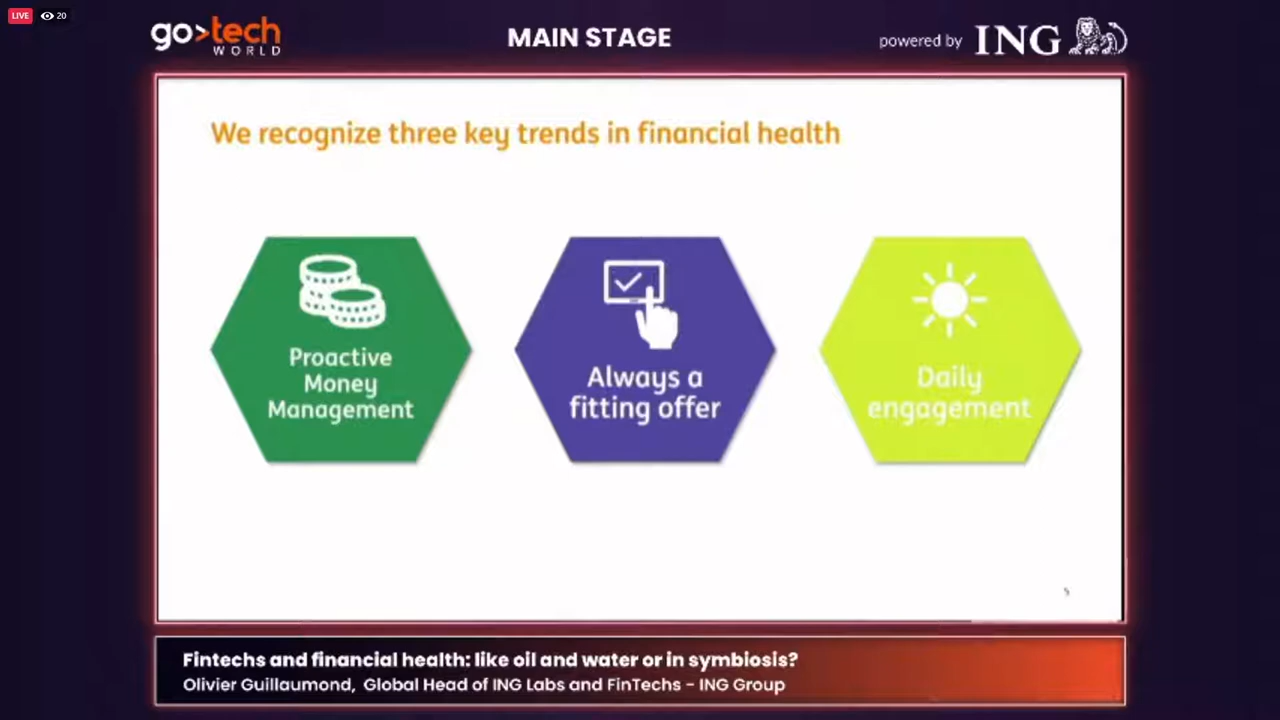 LIVE 20
go>tech
WORLD
MAIN STAGE
powered by ING
We recognize three key trends in financial health
Proactive
Money
Management
Always a
fitting offer
Daily
engagement
5
Fintechs and financial health: like oil and water or in symbiosis?
Olivier Guillaumond, Global Head of ING Labs and FinTechs - ING Group